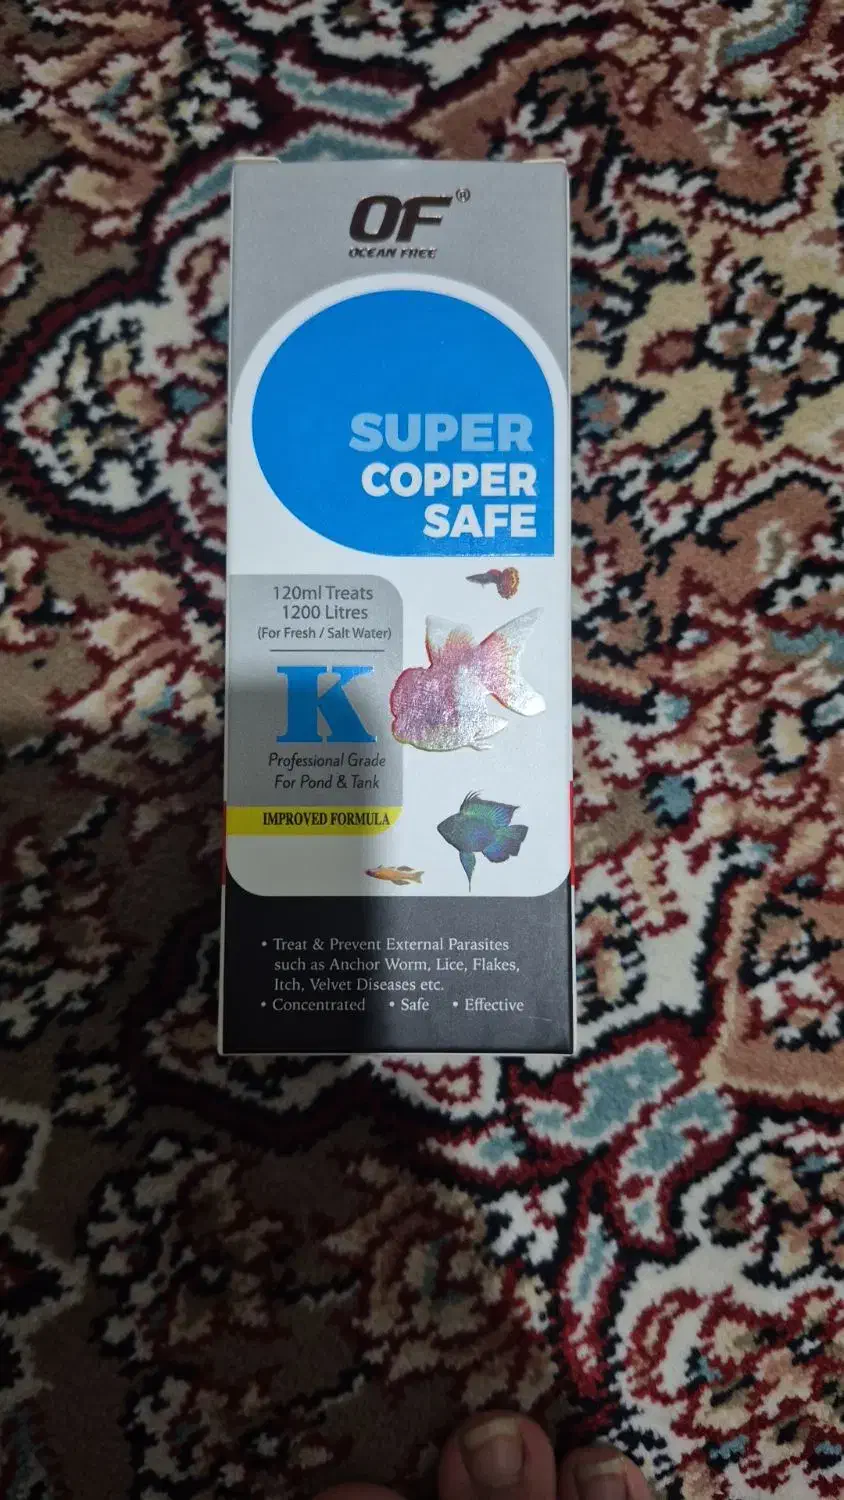 OF®
OCEAN FREE
SUPER
COPPER
SAFE
120ml Treats
1200 Litres
(For Fresh / Salt Water)
K
Professional Grade
For Pond & Tank
IMPROVED FORMULA
• Treat & Prevent External Parasites
such as Anchor Worm, Lice, Flakes,
Itch, Velvet Diseases etc.
• Concentrated • Safe • Effective